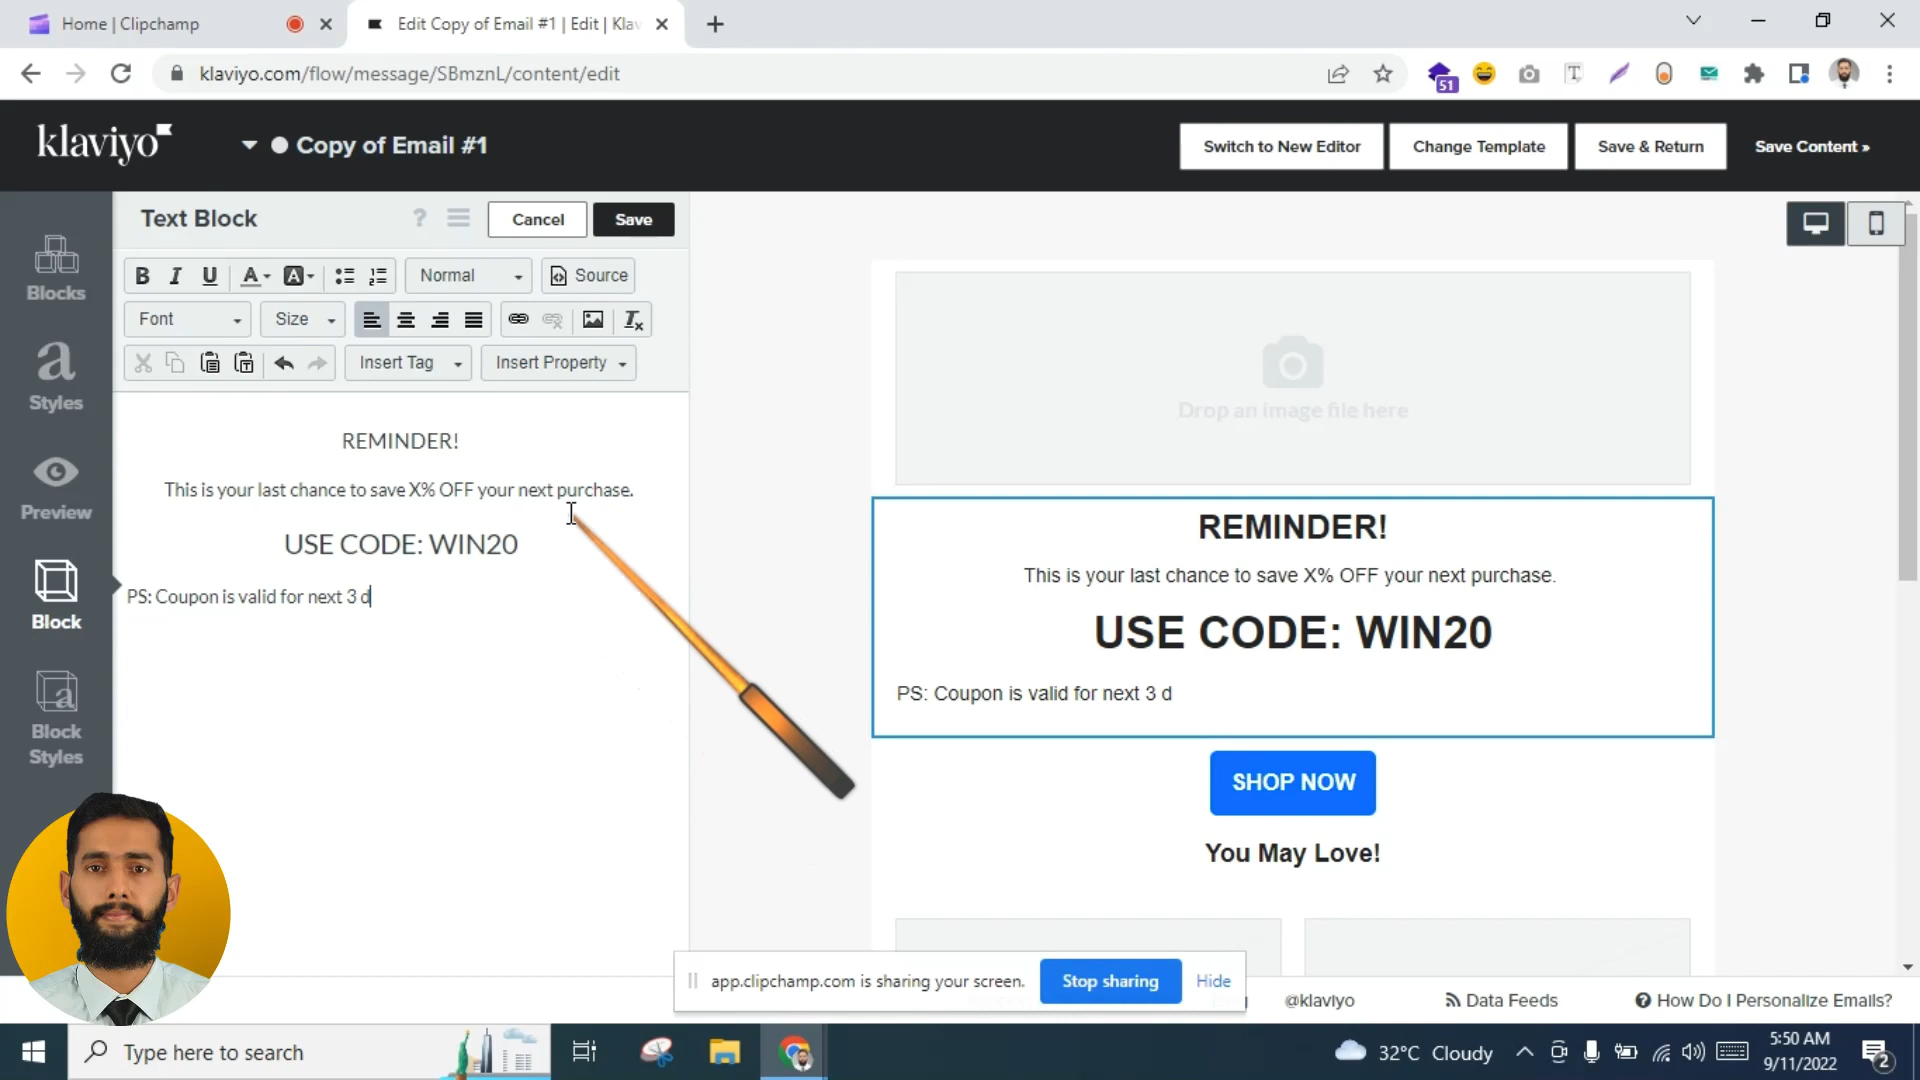 Home | Clipchamp
Edit Copy of Email #1 | Edit | Klav
klaviyo.com/flow/message/SBmznL/content/edit
51
klaviyo
Copy of Email #1
Switch to New Editor
Change Template
Save & Return
Save Content »
Text Block
?
Cancel
Save
B I U A A
Normal
Source
Font
Size
Insert Tag
Insert Property
Blocks
Styles
Preview
Block
Block
Styles
REMINDER!
This is your last chance to save X% OFF your next purchase.
USE CODE: WIN20
PS: Coupon is valid for next 3 d
Drop an image file here
REMINDER!
This is your last chance to save X% OFF your next purchase.
USE CODE: WIN20
PS: Coupon is valid for next 3 d
SHOP NOW
You May Love!
app.clipchamp.com is sharing your screen.
Stop sharing
Hide
@klaviyo
Data Feeds
How Do I Personalize Emails?
Type here to search
32°C Cloudy
5:50 AM
9/11/2022
2